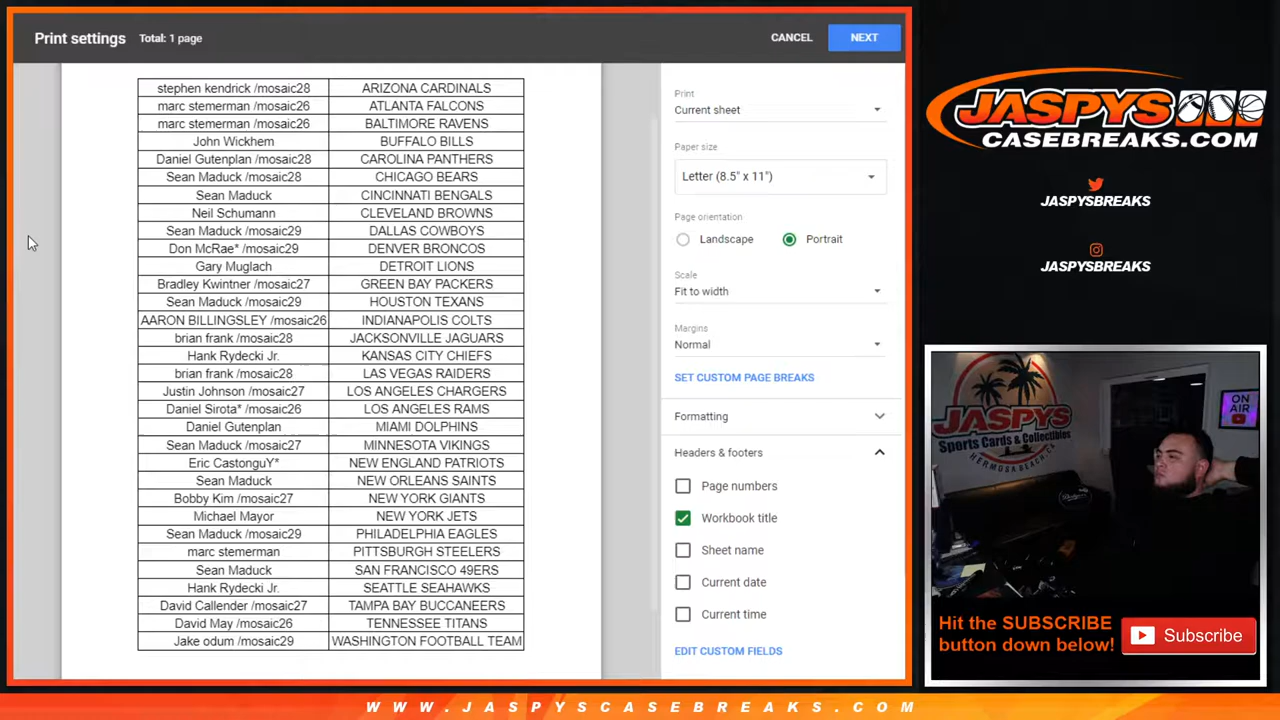 Print settings Total: 1 page CANCEL NEXT
stephen kendrick /mosaic28 ARIZONA CARDINALS
marc stemerman /mosaic26 ATLANTA FALCONS
marc stemerman /mosaic26 BALTIMORE RAVENS
John Wickhem BUFFALO BILLS
Daniel Gutenplan /mosaic28 CAROLINA PANTHERS
Sean Maduck /mosaic28 CHICAGO BEARS
Sean Maduck CINCINNATI BENGALS
Neil Schumann CLEVELAND BROWNS
Sean Maduck /mosaic29 DALLAS COWBOYS
Don McRae* /mosaic29 DENVER BRONCOS
Gary Muglach DETROIT LIONS
Bradley Kwintner /mosaic27 GREEN BAY PACKERS
Sean Maduck /mosaic29 HOUSTON TEXANS
AARON BILLINGSLEY /mosaic26 INDIANAPOLIS COLTS
brian frank /mosaic28 JACKSONVILLE JAGUARS
Hank Rydecki Jr. KANSAS CITY CHIEFS
brian frank /mosaic28 LAS VEGAS RAIDERS
Justin Johnson /mosaic27 LOS ANGELES CHARGERS
Daniel Sirota* /mosaic26 LOS ANGELES RAMS
Daniel Gutenplan MIAMI DOLPHINS
Sean Maduck /mosaic27 MINNESOTA VIKINGS
Eric CastonguY* NEW ENGLAND PATRIOTS
Sean Maduck NEW ORLEANS SAINTS
Bobby Kim /mosaic27 NEW YORK GIANTS
Michael Mayor NEW YORK JETS
Sean Maduck /mosaic29 PHILADELPHIA EAGLES
marc stemerman PITTSBURGH STEELERS
Sean Maduck SAN FRANCISCO 49ERS
Hank Rydecki Jr. SEATTLE SEAHAWKS
David Callender /mosaic27 TAMPA BAY BUCCANEERS
David May /mosaic26 TENNESSEE TITANS
Jake odum /mosaic29 WASHINGTON FOOTBALL TEAM
Print
Current sheet
Paper size
Letter (8.5" x 11")
Page orientation
Landscape Portrait
Scale
Fit to width
Margins
Normal
SET CUSTOM PAGE BREAKS
Formatting
Headers & footers
Page numbers
Workbook title
Sheet name
Current date
Current time
EDIT CUSTOM FIELDS
JASPYS
CASEBREAKS.COM
JASPYSBREAKS
JASPYSBREAKS
JASPYS
Sports Cards & Collectibles
HERMOSA BEACH, CA
ON
AIR
Dodgers
Hit the SUBSCRIBE
button down below!
Subscribe
WWW.JASPYSCASEBREAKS.COM